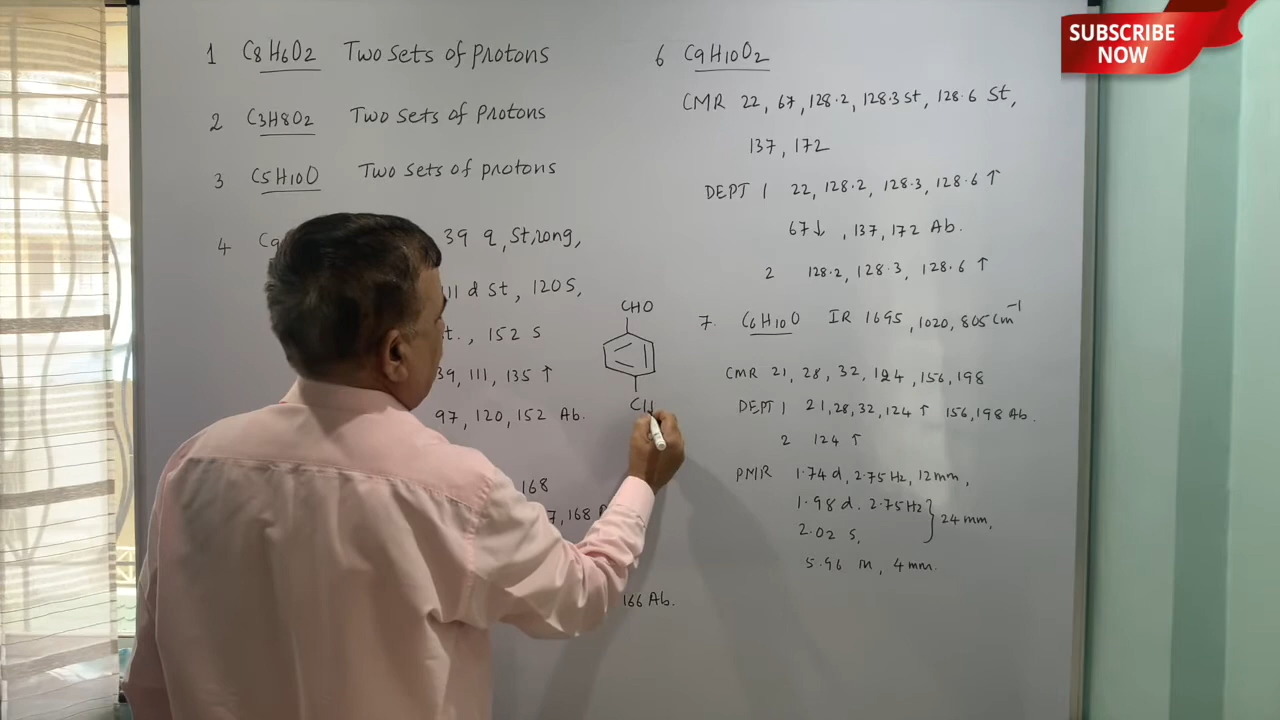 1 C8H6O2 Two sets of protons
2 C3H8O2 Two sets of protons
3 C5H10O Two sets of protons
4 C9 39 q, Strong,
111 d St, 120 S,
t., 152 S
39, 111, 135 ↑
97, 120, 152 Ab.
168
7, 168
166 Ab.
CHO
CH
6 C9H10O2
CMR 22, 67, 128.2, 128.3 St, 128.6 St,
137, 172
DEPT 1 22, 128.2, 128.3, 128.6 ↑
67 ↓, 137, 172 Ab.
2 128.2, 128.3, 128.6 ↑
7. C6H10O IR 1695, 1020, 805 Cm-1
CMR 21, 28, 32, 124, 156, 198
DEPT 1 21, 28, 32, 124 ↑ 156, 198 Ab.
2 124 ↑
PMR 1.74 d, 2.75 Hz, 12mm,
1.98 d. 2.75 Hz
2.02 S, } 24 mm,
5.96 m, 4mm.
SUBSCRIBE
NOW